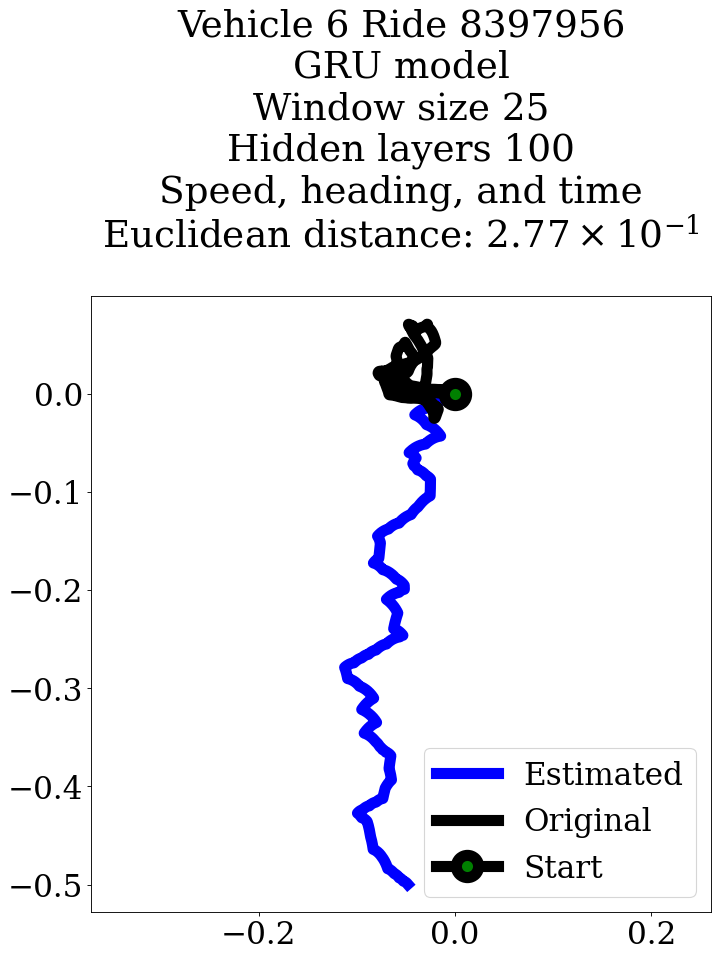 Vehicle 6 Ride 8397956
GRU model
Window size 25
Hidden layers 100
Speed, heading, and time
Euclidean distance: 2.77 × 10⁻¹
0.0
−0.1
−0.2
−0.3
−0.4
−0.5
Estimated
Original
Start
−0.2 0.0 0.2